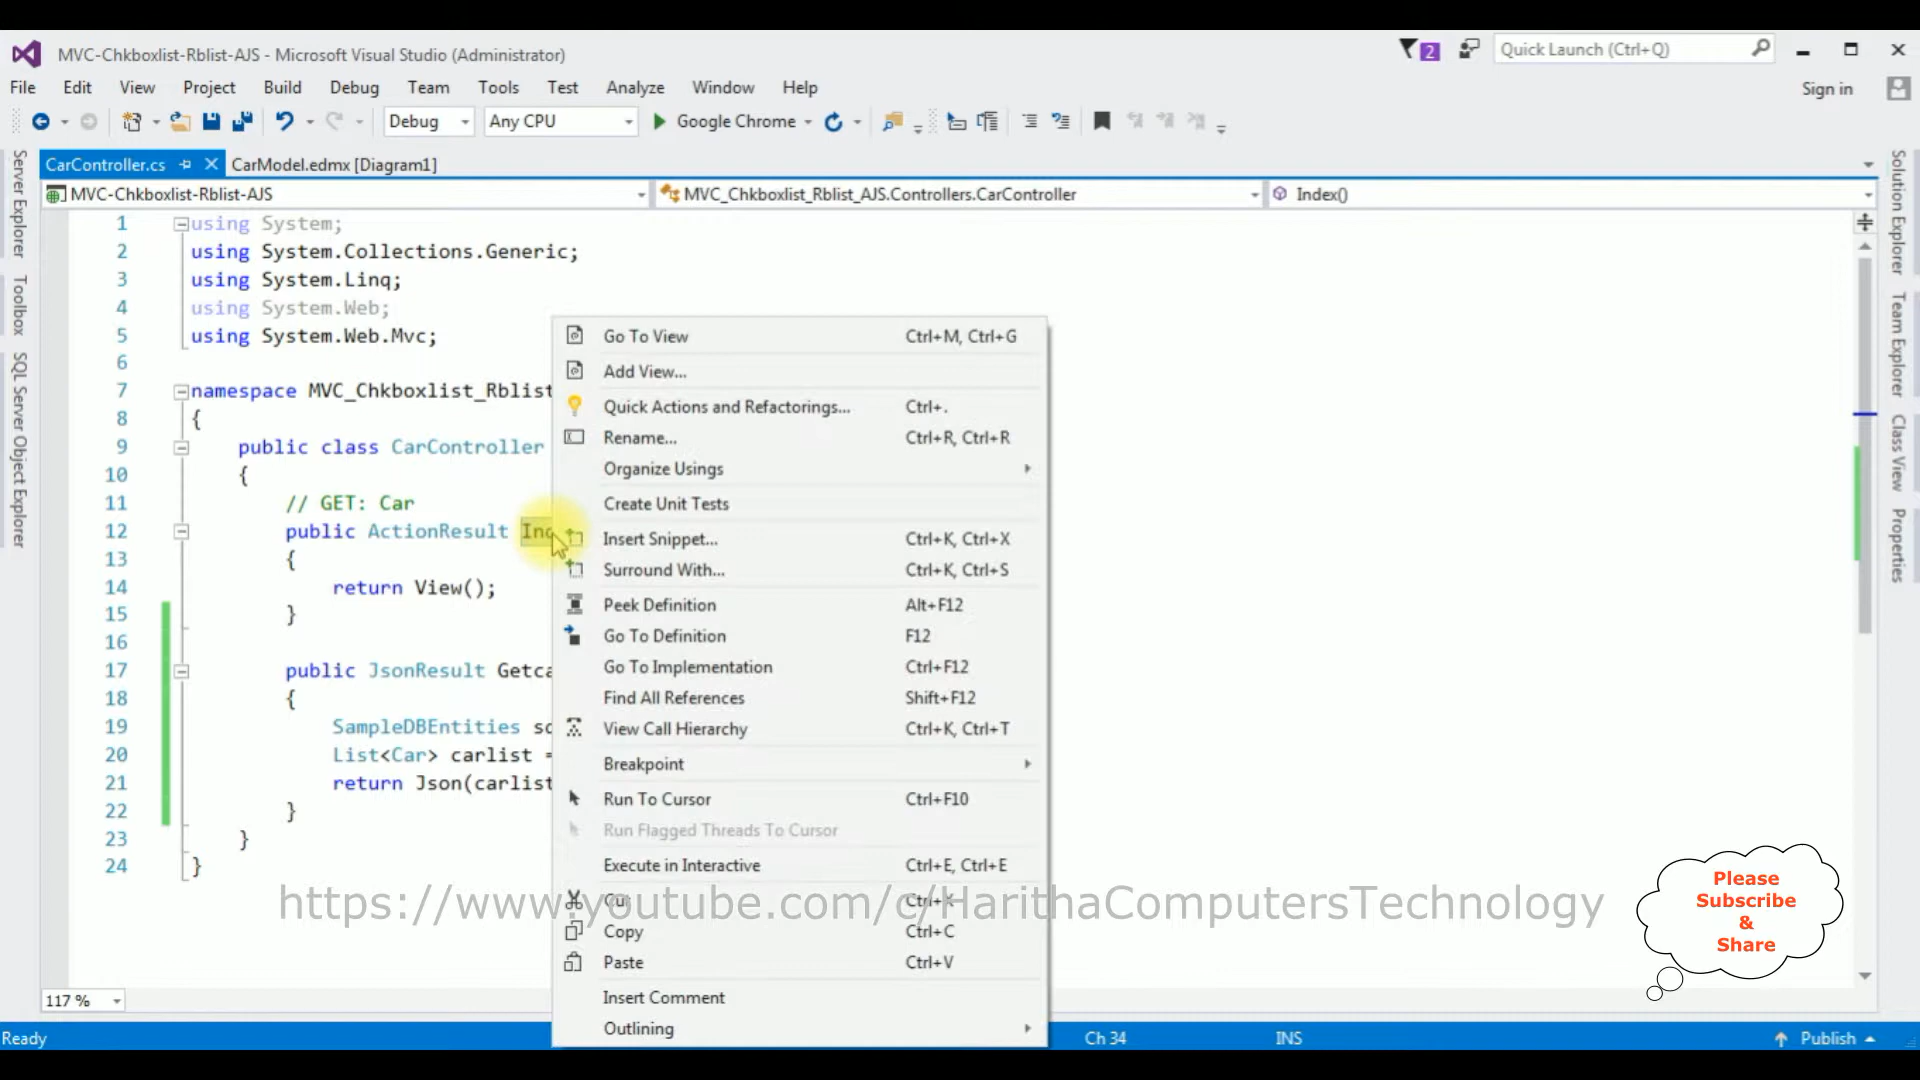 MVC-Chkboxlist-Rblist-AJS - Microsoft Visual Studio (Administrator)
2
Quick Launch (Ctrl+Q)
File Edit View Project Build Debug Team Tools Test Analyze Window Help
Sign in
Debug
Any CPU
Google Chrome
CarController.cs
CarModel.edmx [Diagram1]
MVC-Chkboxlist-Rblist-AJS
MVC_Chkboxlist_Rblist_AJS.Controllers.CarController
Index()
Server Explorer
Toolbox
SQL Server Object Explorer
Solution Explorer
Team Explorer
Class View
Properties
1 using System;
2 using System.Collections.Generic;
3 using System.Linq;
4 using System.Web;
5 using System.Web.Mvc;
6
7 namespace MVC_Chkboxlist_Rblist
8 {
9 public class CarController
10 {
11 // GET: Car
12 public ActionResult
13 {
14 return View();
15 }
16
17 public JsonResult Getca
18 {
19 SampleDBEntities
20 List<Car> carlist =
21 return Json(carlist
22 }
23 }
24 }
Go To View Ctrl+M, Ctrl+G
Add View...
Quick Actions and Refactorings... Ctrl+.
Rename... Ctrl+R, Ctrl+R
Organize Usings
Create Unit Tests
Insert Snippet... Ctrl+K, Ctrl+X
Surround With... Ctrl+K, Ctrl+S
Peek Definition Alt+F12
Go To Definition F12
Go To Implementation Ctrl+F12
Find All References Shift+F12
View Call Hierarchy Ctrl+K, Ctrl+T
Breakpoint
Run To Cursor Ctrl+F10
Run Flagged Threads To Cursor
Execute in Interactive Ctrl+E, Ctrl+E
Cut Ctrl+X
Copy Ctrl+C
Paste Ctrl+V
Insert Comment
Outlining
https://www.youtube.com/c/HarithaComputersTechnology
Please
Subscribe
&
Share
117 %
Ready
Ch 34
INS
Publish